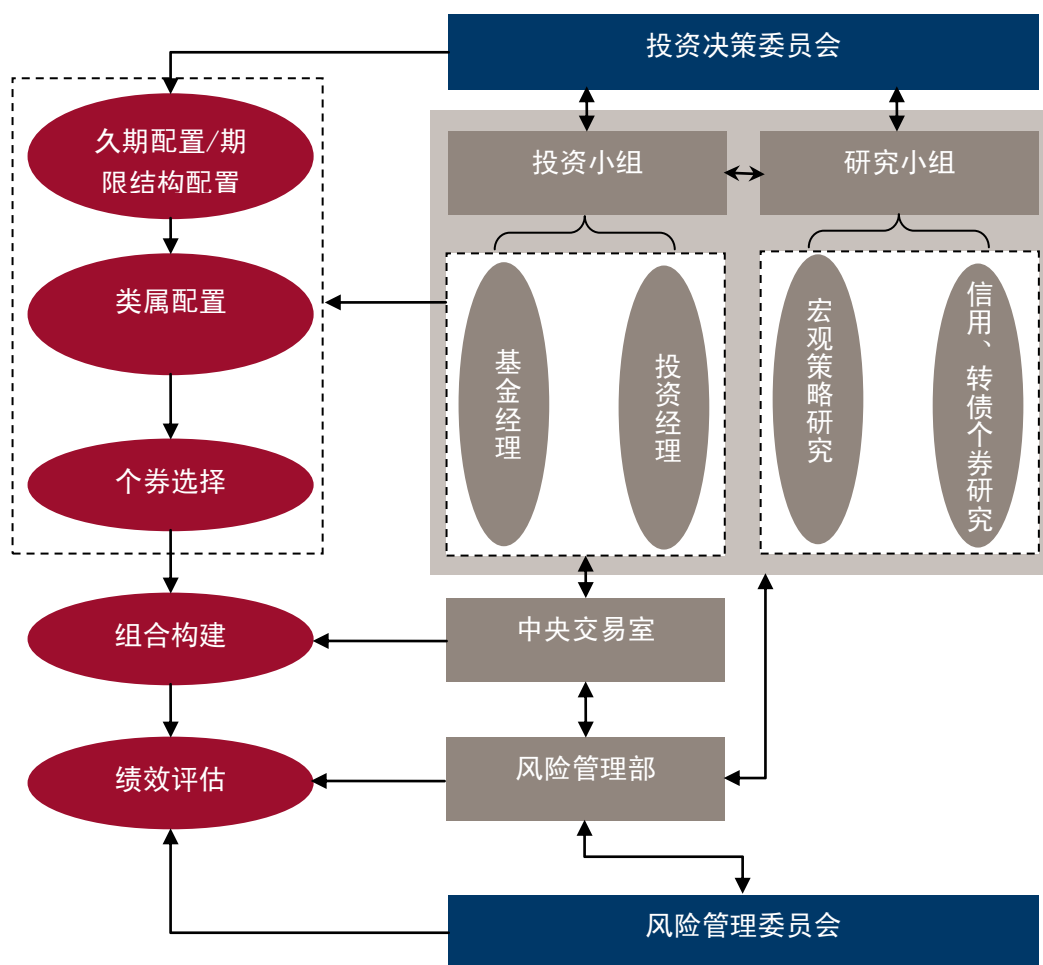 投资决策委员会
久期配置/期
限结构配置
投资小组
研究小组
类属配置
基金经理
投资经理
宏观策略研究
信用、转债个券研究
个券选择
组合构建
中央交易室
绩效评估
风险管理部
风险管理委员会